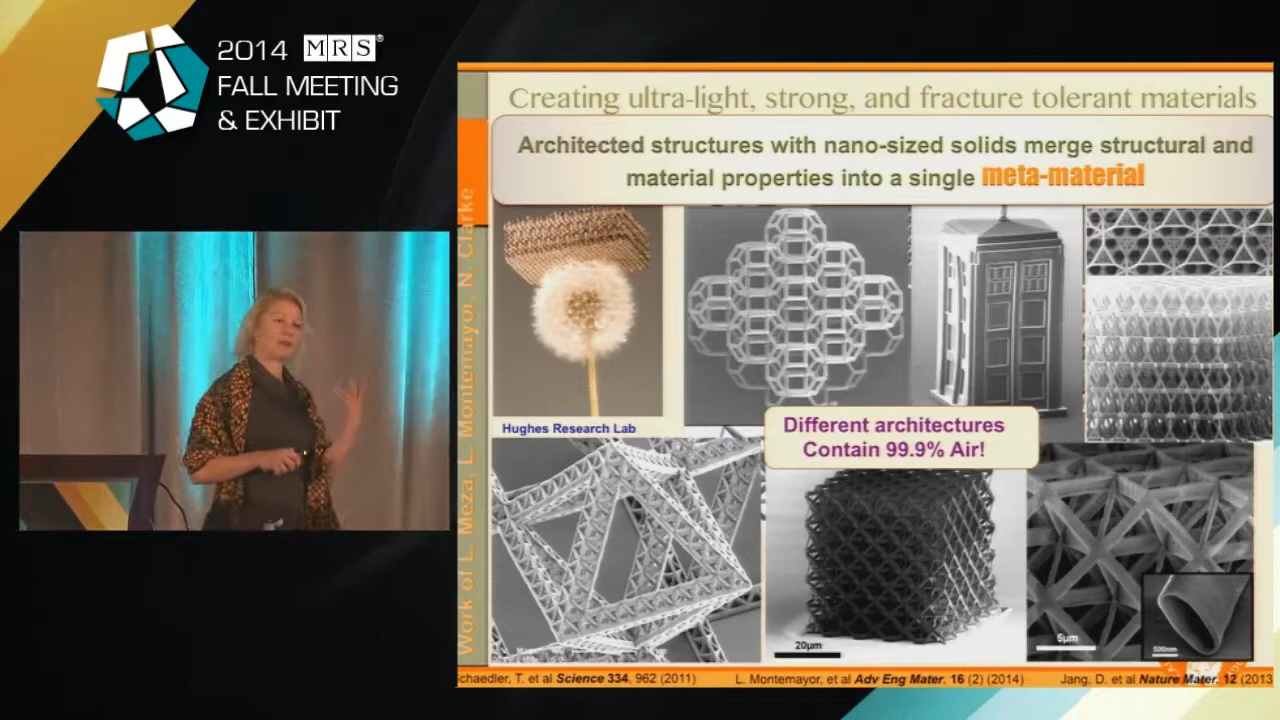 2014 MRS®
FALL MEETING
& EXHIBIT
Creating ultra-light, strong, and fracture tolerant materials
Architected structures with nano-sized solids merge structural and
material properties into a single meta-material
Work of L. Meza, L. Montemayor, N. Clarke
Hughes Research Lab
Different architectures
Contain 99.9% Air!
20µm
5µm
500nm
chaedler, T. et al Science 334, 962 (2011)
L. Montemayor, et al Adv Eng Mater. 16 (2) (2014)
Jang, D. et al Nature Mater. 12 (2013